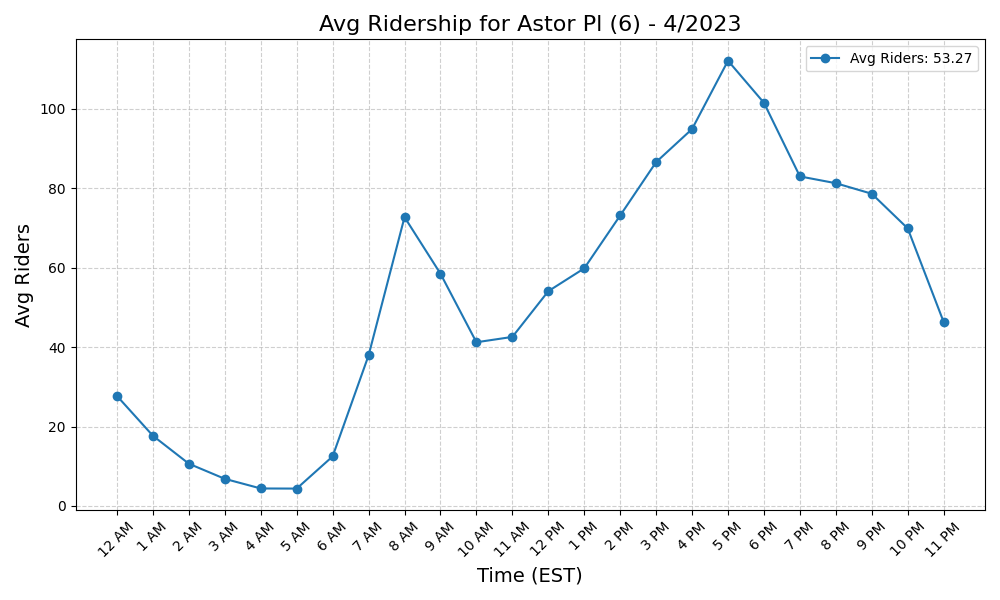 Avg Ridership for Astor Pl (6) - 4/2023
Avg Riders: 53.27
Avg Riders
100
80
60
40
20
0
12 AM
1 AM
2 AM
3 AM
4 AM
5 AM
6 AM
7 AM
8 AM
9 AM
10 AM
11 AM
12 PM
1 PM
2 PM
3 PM
4 PM
5 PM
6 PM
7 PM
8 PM
9 PM
10 PM
11 PM
Time (EST)